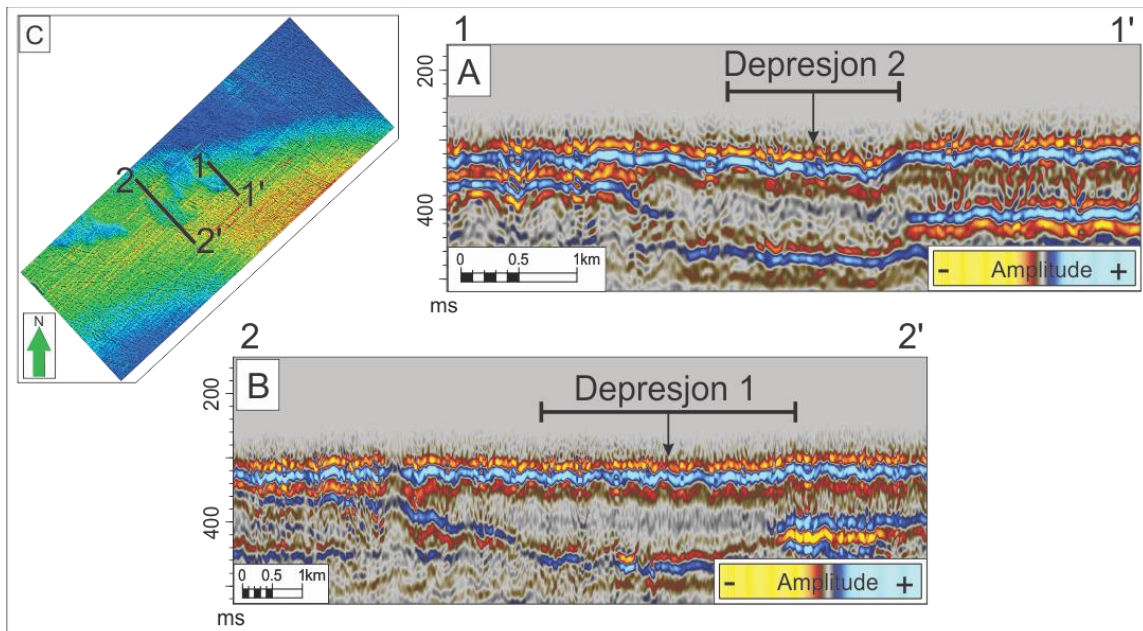 C
1
1'
2
2'
N
1 1'
A
Depresjon 2
200
400
ms
0 0.5 1km
- Amplitude +
2 2'
B
Depresjon 1
200
400
ms
0 0.5 1km
- Amplitude +